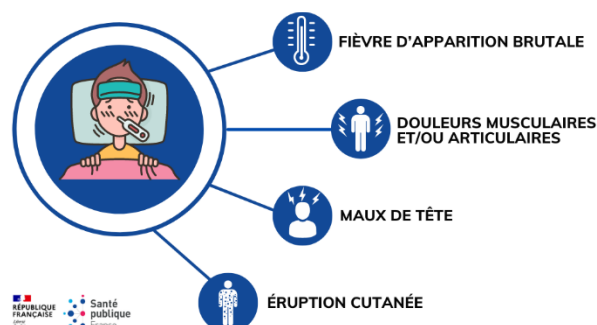 FIÈVRE D'APPARITION BRUTALE
DOULEURS MUSCULAIRES
ET/OU ARTICULAIRES
MAUX DE TÊTE
ÉRUPTION CUTANÉE
RÉPUBLIQUE
FRANÇAISE
Santé
publique